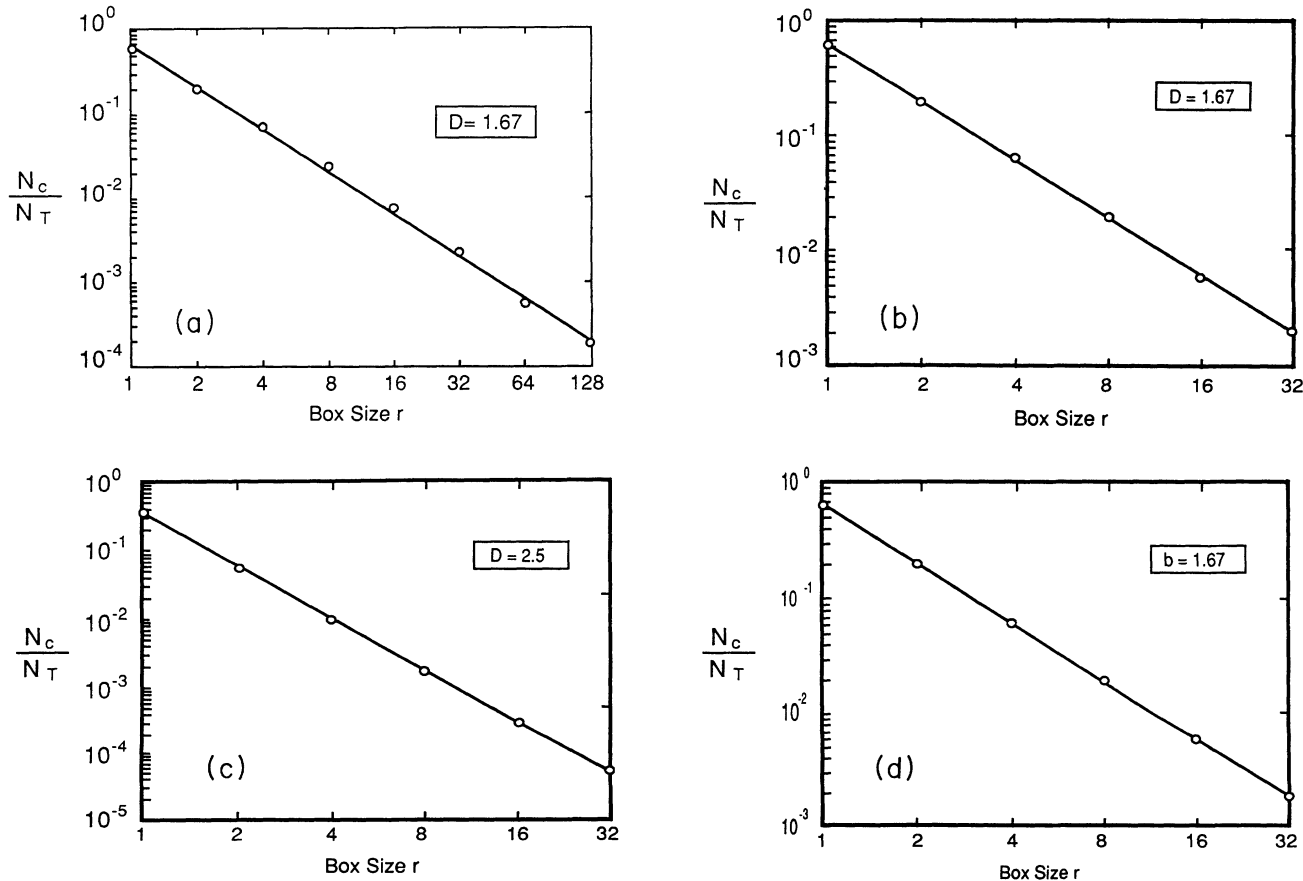 10^0
10^-1
10^-2
10^-3
10^-4
N_c
N_T
D= 1.67
(a)
1 2 4 8 16 32 64 128
Box Size r
10^0
10^-1
10^-2
10^-3
N_c
N_T
D = 1.67
(b)
1 2 4 8 16 32
Box Size r
10^0
10^-1
10^-2
10^-3
10^-4
10^-5
N_c
N_T
D = 2.5
(c)
1 2 4 8 16 32
Box Size r
10^0
10^-1
10^-2
10^-3
N_c
N_T
b = 1.67
(d)
1 2 4 8 16 32
Box Size r